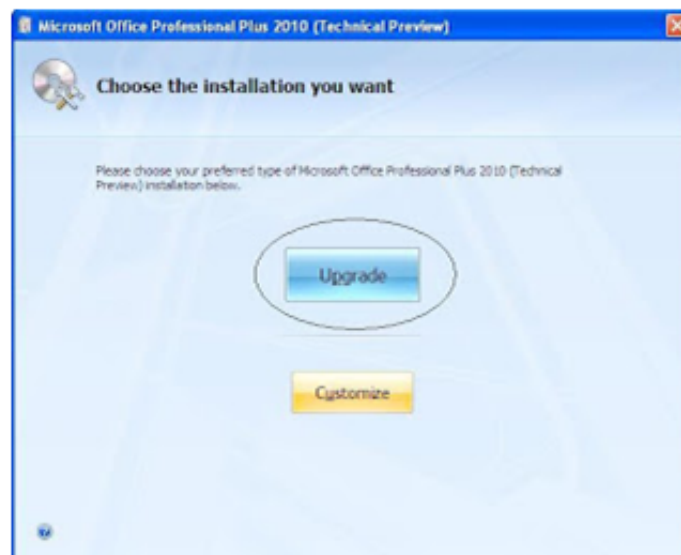 Microsoft Office Professional Plus 2010 (Technical Preview)
Choose the installation you want
Please choose your preferred type of Microsoft Office Professional Plus 2010 (Technical
Preview) installation below.
Upgrade
Customize